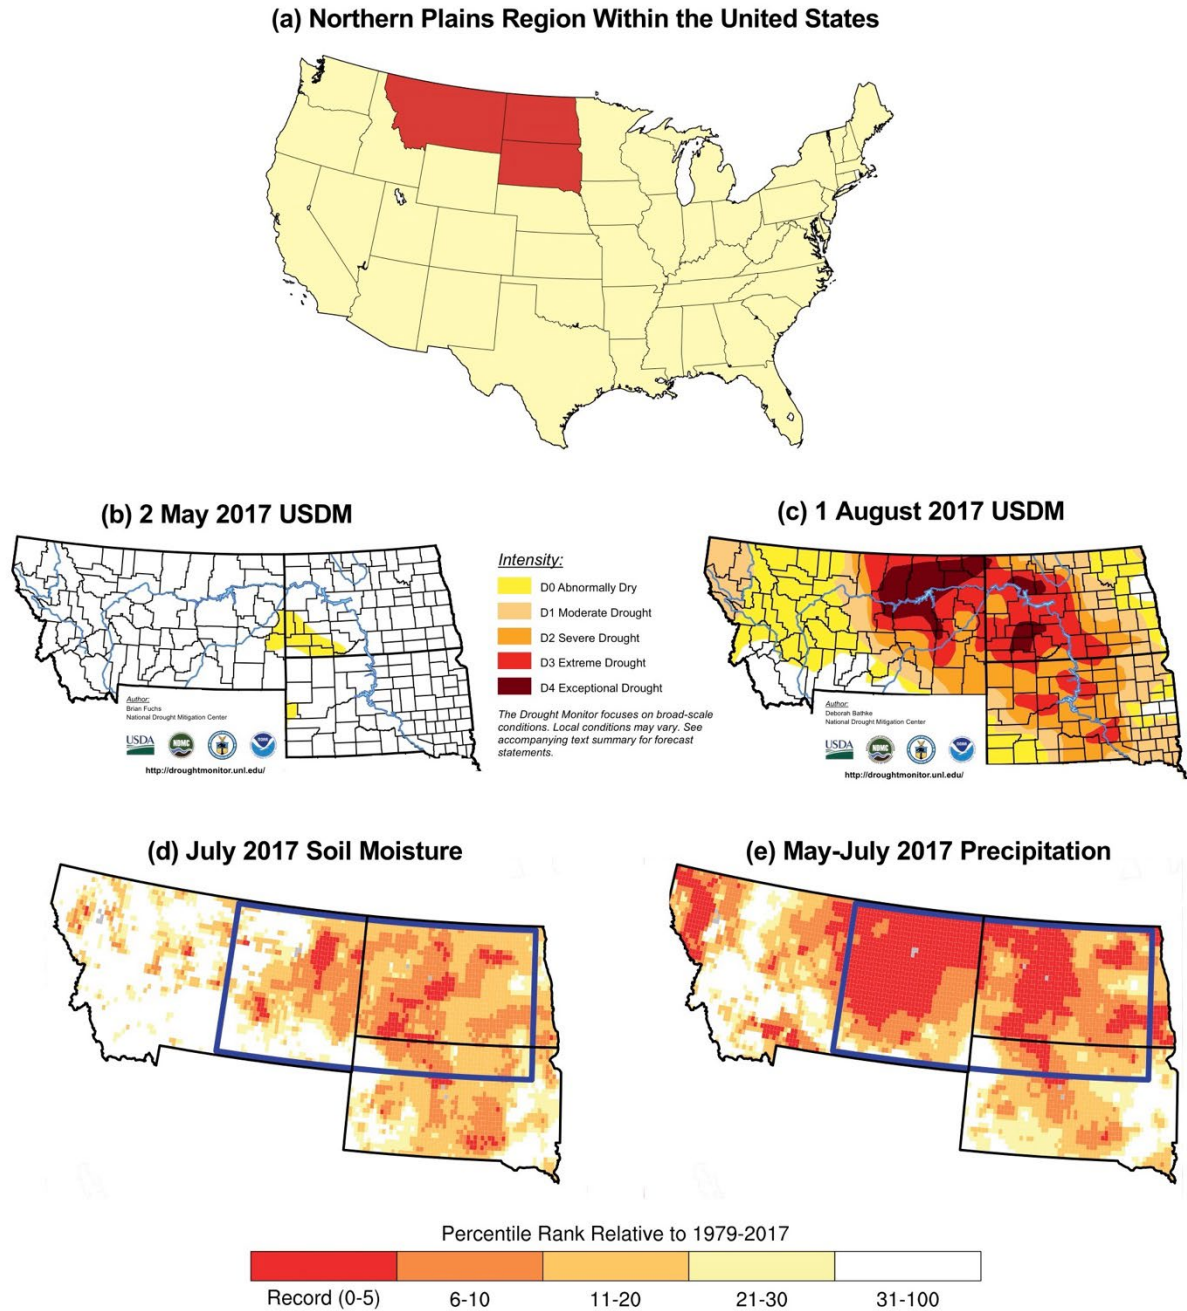 (a) Northern Plains Region Within the United States
(b) 2 May 2017 USDM
(c) 1 August 2017 USDM
Intensity:
D0 Abnormally Dry
D1 Moderate Drought
D2 Severe Drought
D3 Extreme Drought
D4 Exceptional Drought
The Drought Monitor focuses on broad-scale
conditions. Local conditions may vary. See
accompanying text summary for forecast
statements.
Author:
Brian Fuchs
National Drought Mitigation Center
USDA
NDMC
http://droughtmonitor.unl.edu/
Author:
Deborah Bathke
National Drought Mitigation Center
USDA
NDMC
http://droughtmonitor.unl.edu/
(d) July 2017 Soil Moisture
(e) May-July 2017 Precipitation
Percentile Rank Relative to 1979-2017
Record (0-5) 6-10 11-20 21-30 31-100